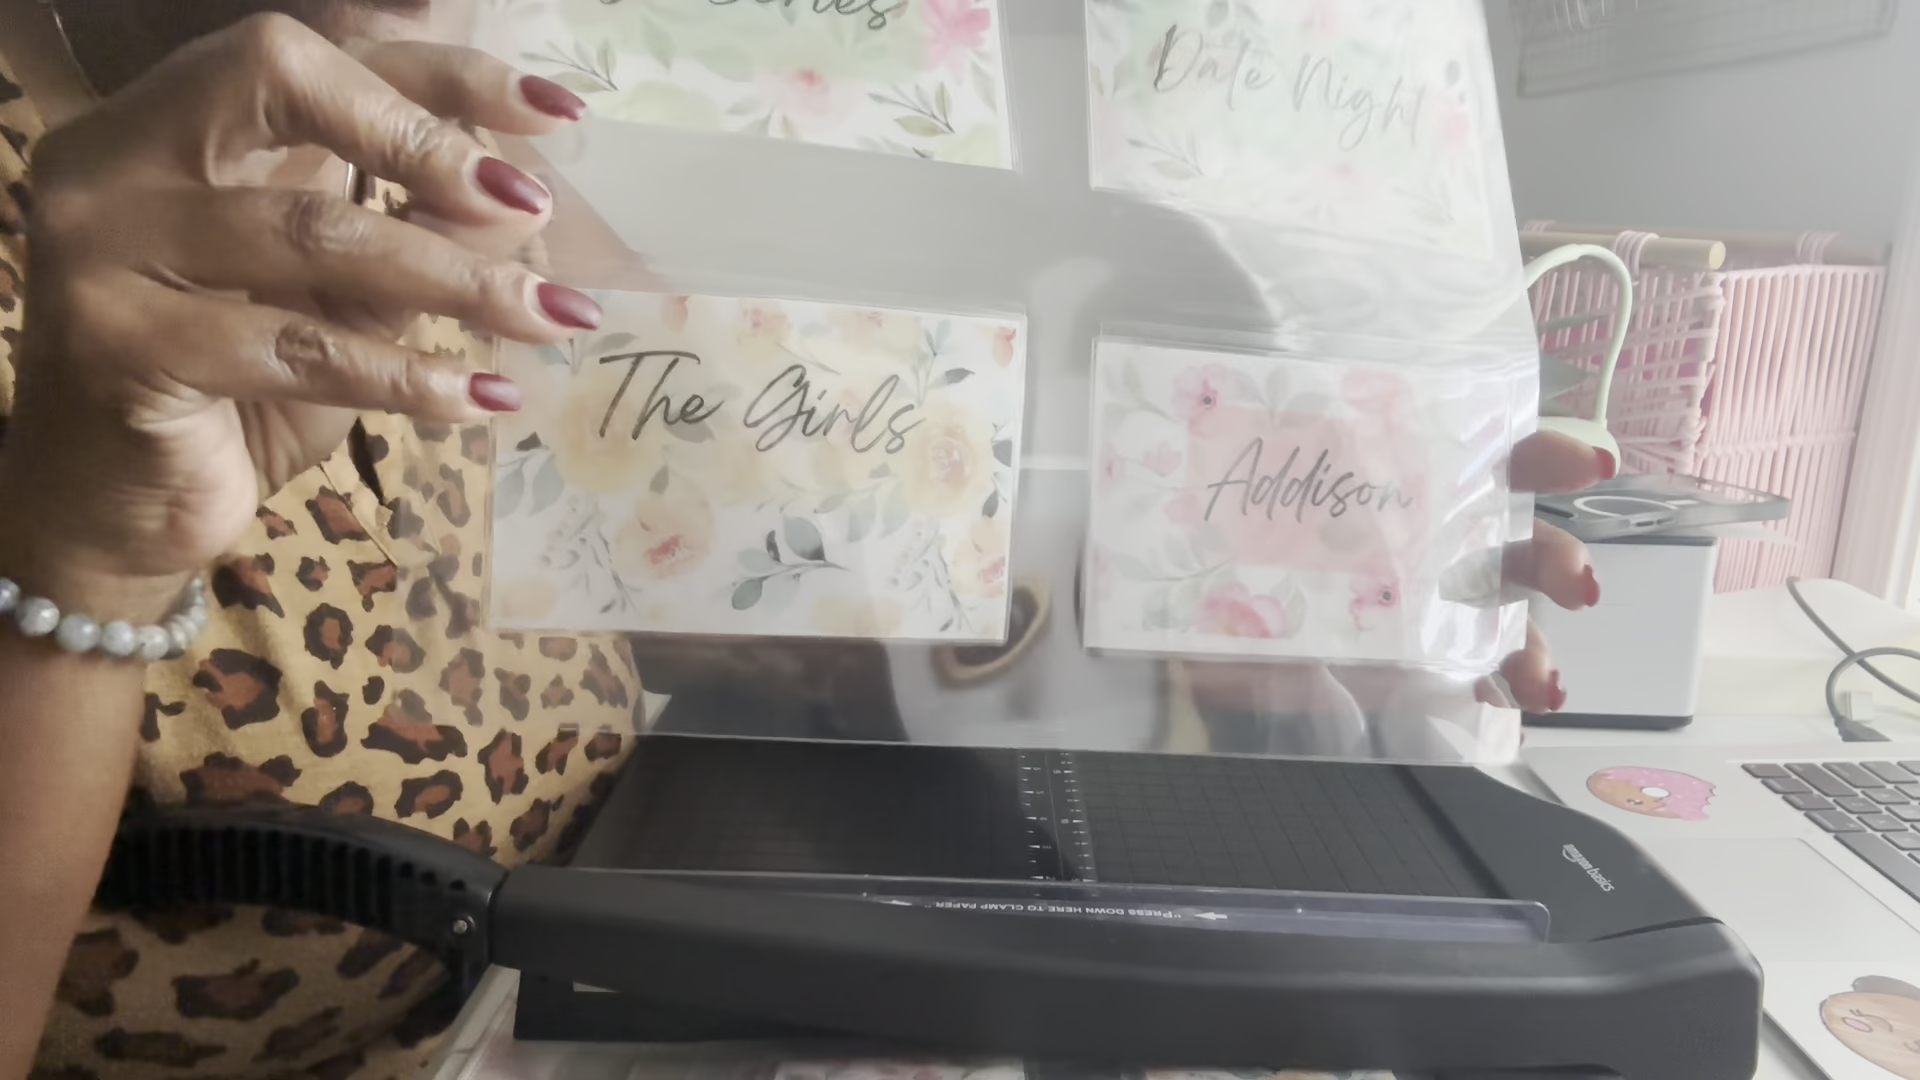 Date Night
The Girls
Addison
amazon basics
"PRESS DOWN HERE TO CLAMP PAPER"